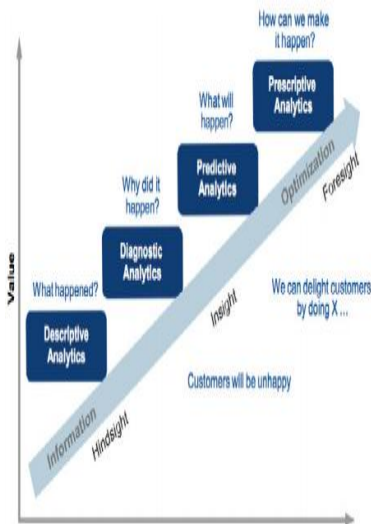 How can we make
it happen?
Prescriptive
Analytics
What will
happen?
Predictive
Analytics
Optimization
Foresight
Why did it
happen?
Diagnostic
Analytics
Value
What happened?
Descriptive
Analytics
Insight
We can delight customers
by doing X ...
Customers will be unhappy
Information
Hindsight